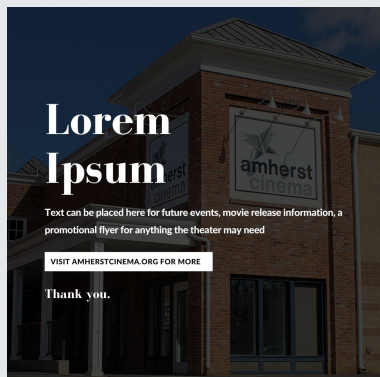 Lorem
Ipsum
amherst
cinema
amherst
cinema
Text can be placed here for future events, movie release information, a
promotional flyer for anything the theater may need
VISIT AMHERSTCINEMA.ORG FOR MORE
Thank you.